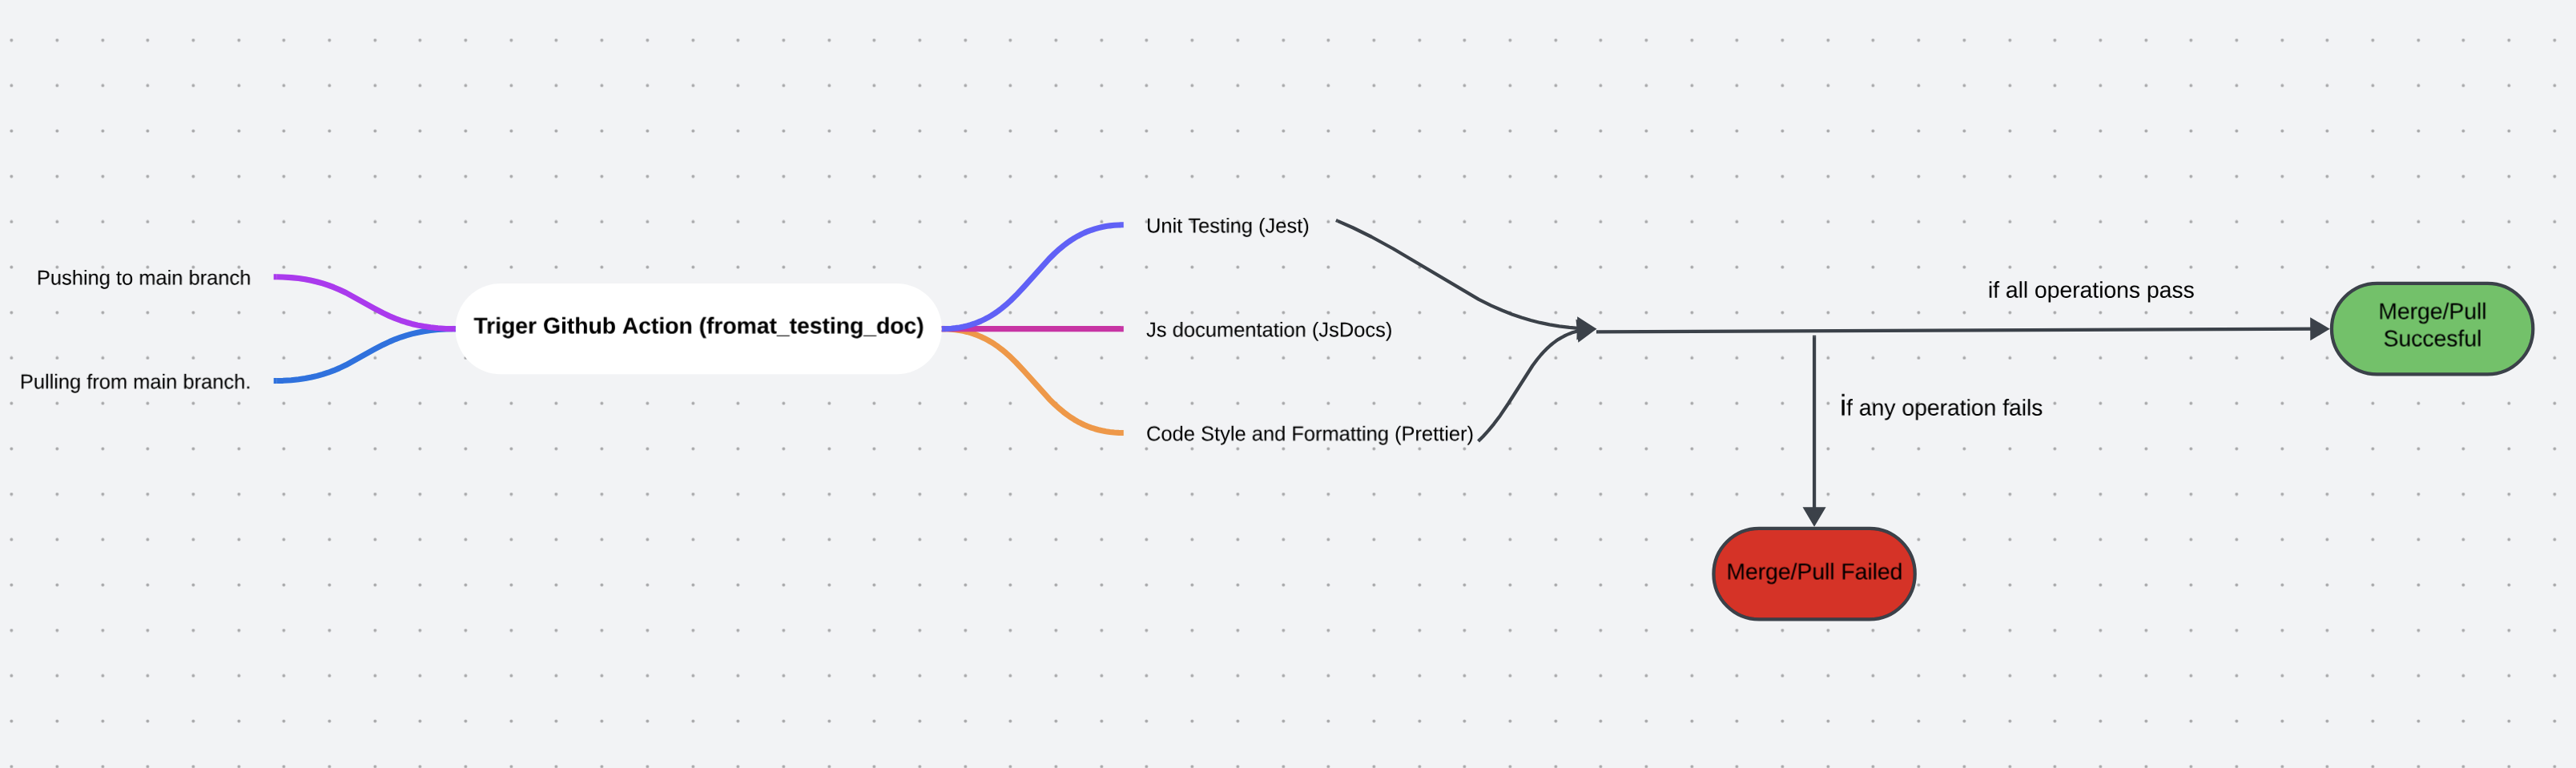 Pushing to main branch
Pulling from main branch.
Triger Github Action (fromat_testing_doc)
Unit Testing (Jest)
Js documentation (JsDocs)
Code Style and Formatting (Prettier)
if all operations pass
if any operation fails
Merge/Pull
Succesful
Merge/Pull Failed